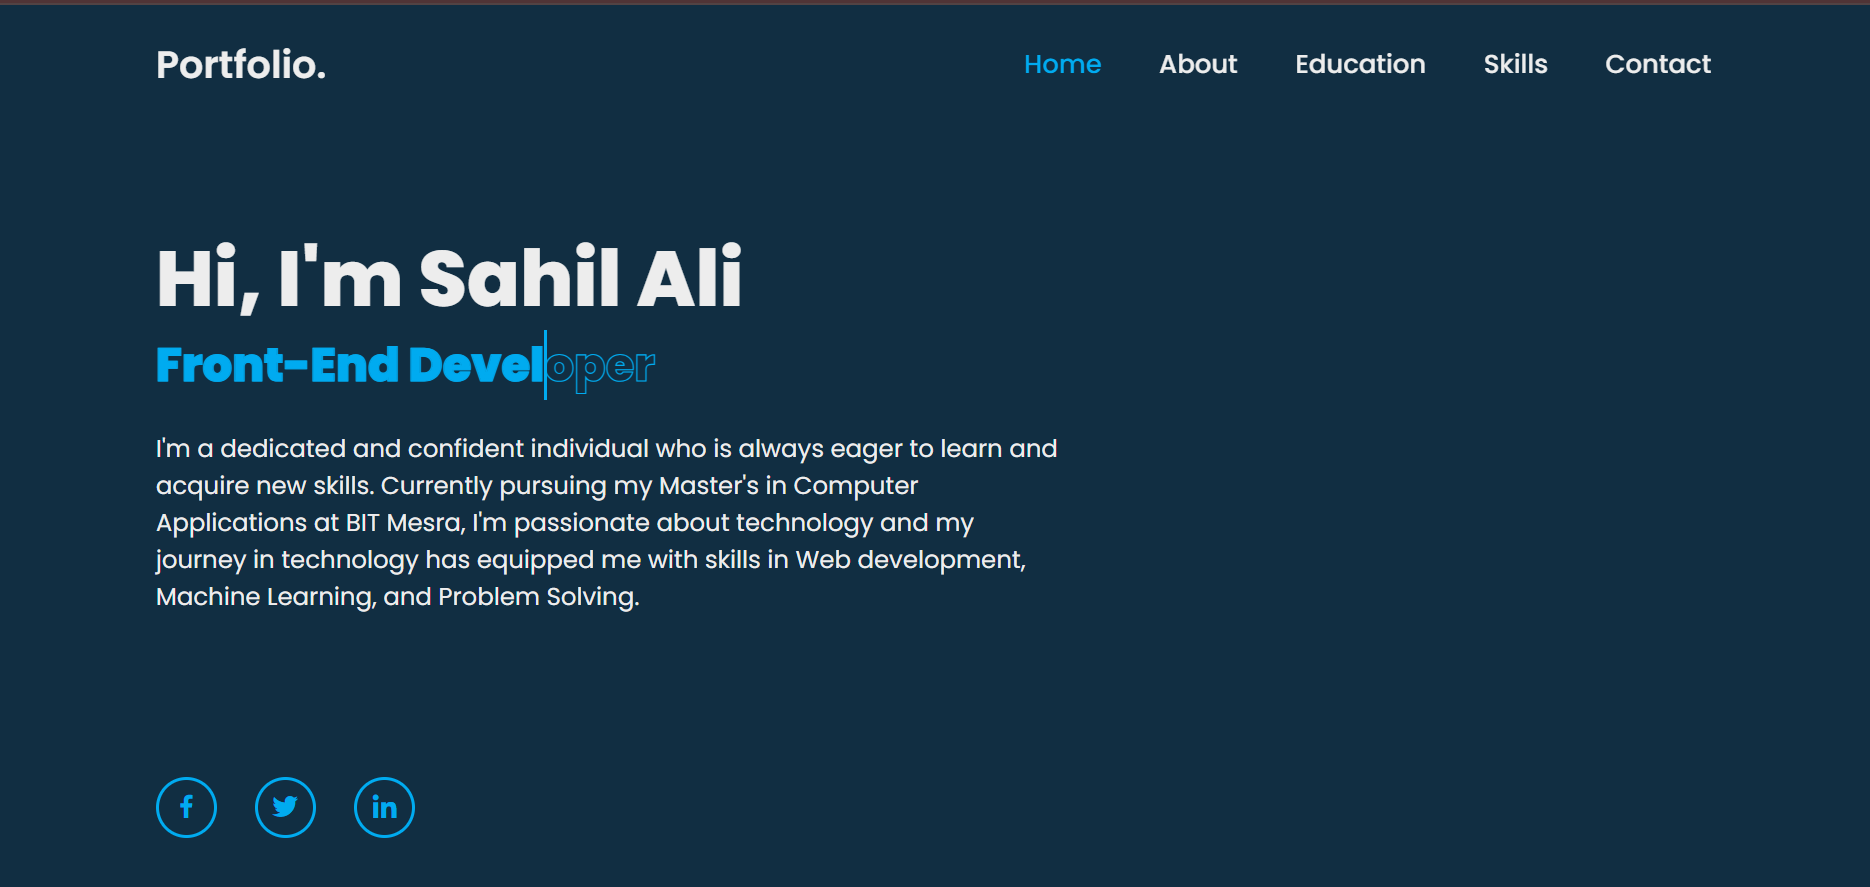 Portfolio.
Home About Education Skills Contact
Hi, I'm Sahil Ali
Front-End Developer
I'm a dedicated and confident individual who is always eager to learn and
acquire new skills. Currently pursuing my Master's in Computer
Applications at BIT Mesra, I'm passionate about technology and my
journey in technology has equipped me with skills in Web development,
Machine Learning, and Problem Solving.